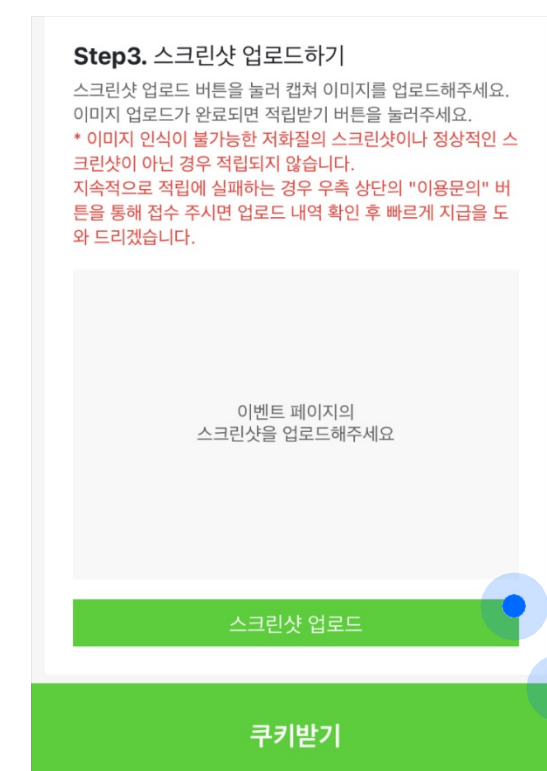 Step3. 스크린샷 업로드하기
스크린샷 업로드 버튼을 눌러 캡쳐 이미지를 업로드해주세요.
이미지 업로드가 완료되면 적립받기 버튼을 눌러주세요.
* 이미지 인식이 불가능한 저화질의 스크린샷이나 정상적인 스
크린샷이 아닌 경우 적립되지 않습니다.
지속적으로 적립에 실패하는 경우 우측 상단의 "이용문의" 버
튼을 통해 접수 주시면 업로드 내역 확인 후 빠르게 지급을 도
와 드리겠습니다.
이벤트 페이지의
스크린샷을 업로드해주세요
스크린샷 업로드
쿠키받기